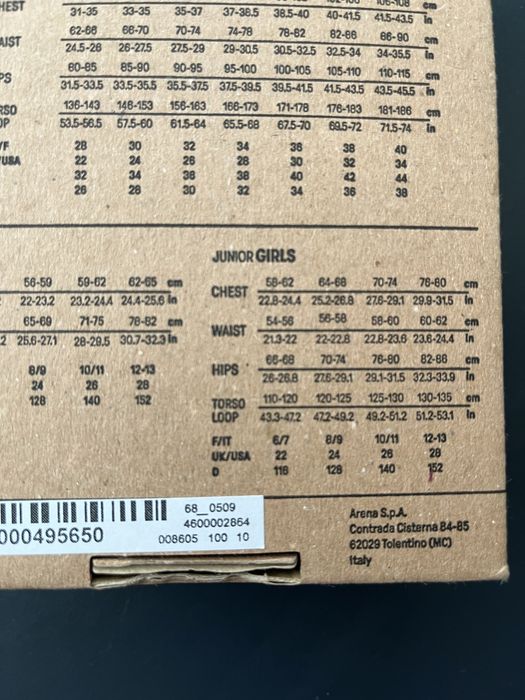 HEST 31-35 33-35 35-37 37-38.5 38.5-40 40-41.5 41.5-43.5 in
AIST 62-66 66-70 70-74 74-78 78-82 82-86 86-90 cm
24.5-26 26-27.5 27.5-29 29-30.5 30.5-32.5 32.5-34 34-35.5 in
PS 80-85 85-90 90-95 95-100 100-105 105-110 110-115 cm
31.5-33.5 33.5-35.5 35.5-37.5 37.5-39.5 39.5-41.5 41.5-43.5 43.5-45.5 in
RSO 136-143 146-153 156-163 166-173 171-178 176-183 181-186 cm
OP 53.5-56.5 57.5-60 61.5-64 65.5-68 67.5-70 69.5-72 71.5-74 in
/F 28 30 32 34 36 38 40
/USA 22 24 26 28 30 32 34
32 34 36 38 40 42 44
26 28 30 32 34 36 38
JUNIOR GIRLS
56-59 59-62 62-65 cm
22-23.2 23.2-24.4 24.4-25.6 in
65-69 71-75 78-82 cm
2 25.6-27.1 28-29.5 30.7-32.3 in
8/9 10/11 12-13
24 26 28
128 140 152
CHEST 58-62 64-68 70-74 76-80 cm
22.8-24.4 25.2-26.8 27.6-29.1 29.9-31.5 in
WAIST 54-56 56-58 58-60 60-62 cm
21.3-22 22-22.8 22.8-23.6 23.6-24.4 in
HIPS 66-68 70-74 76-80 82-86 cm
26-26.8 27.6-29.1 29.1-31.5 32.3-33.9 in
TORSO 110-120 120-125 125-130 130-135 cm
LOOP 43.3-47.2 47.2-49.2 49.2-51.2 51.2-53.1 in
F/IT 6/7 8/9 10/11 12-13
UK/USA 22 24 26 28
D 116 128 140 152
68__0509
4600002864
000495650 008605 100 10
Arena S.p.A.
Contrada Cisterna 84-85
62029 Tolentino (MC)
Italy